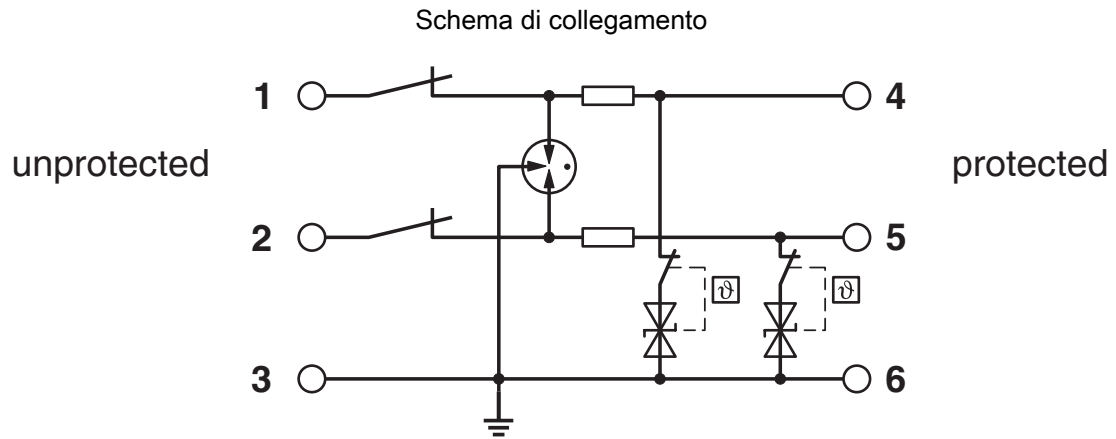 Schema di collegamento
1 4
unprotected protected
2 5
ϑ ϑ
3 6